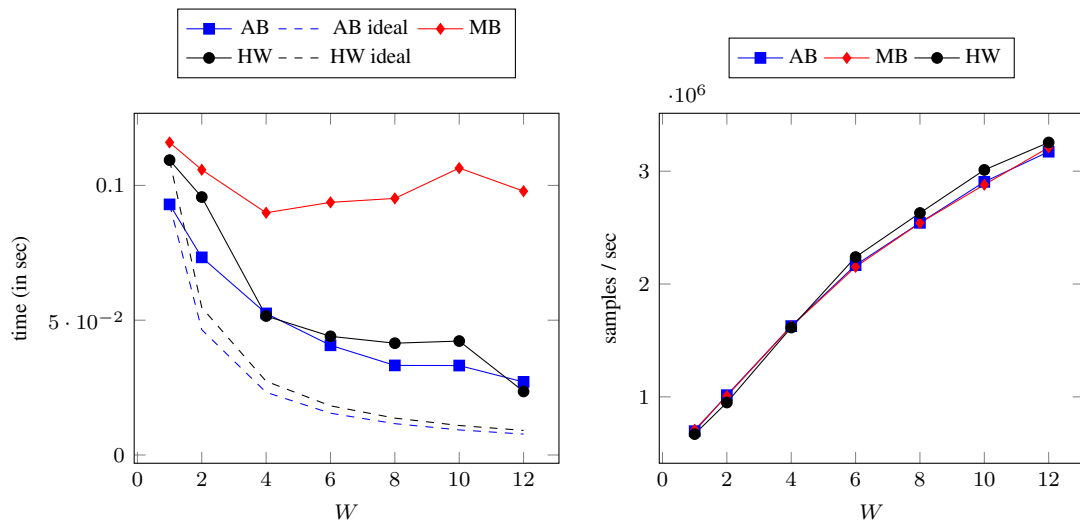 AB AB ideal MB
HW HW ideal
0.1
5 · 10⁻²
0
0 2 4 6 8 10 12
W
time (in sec)
AB MB HW
·10⁶
3
2
1
0 2 4 6 8 10 12
W
samples / sec